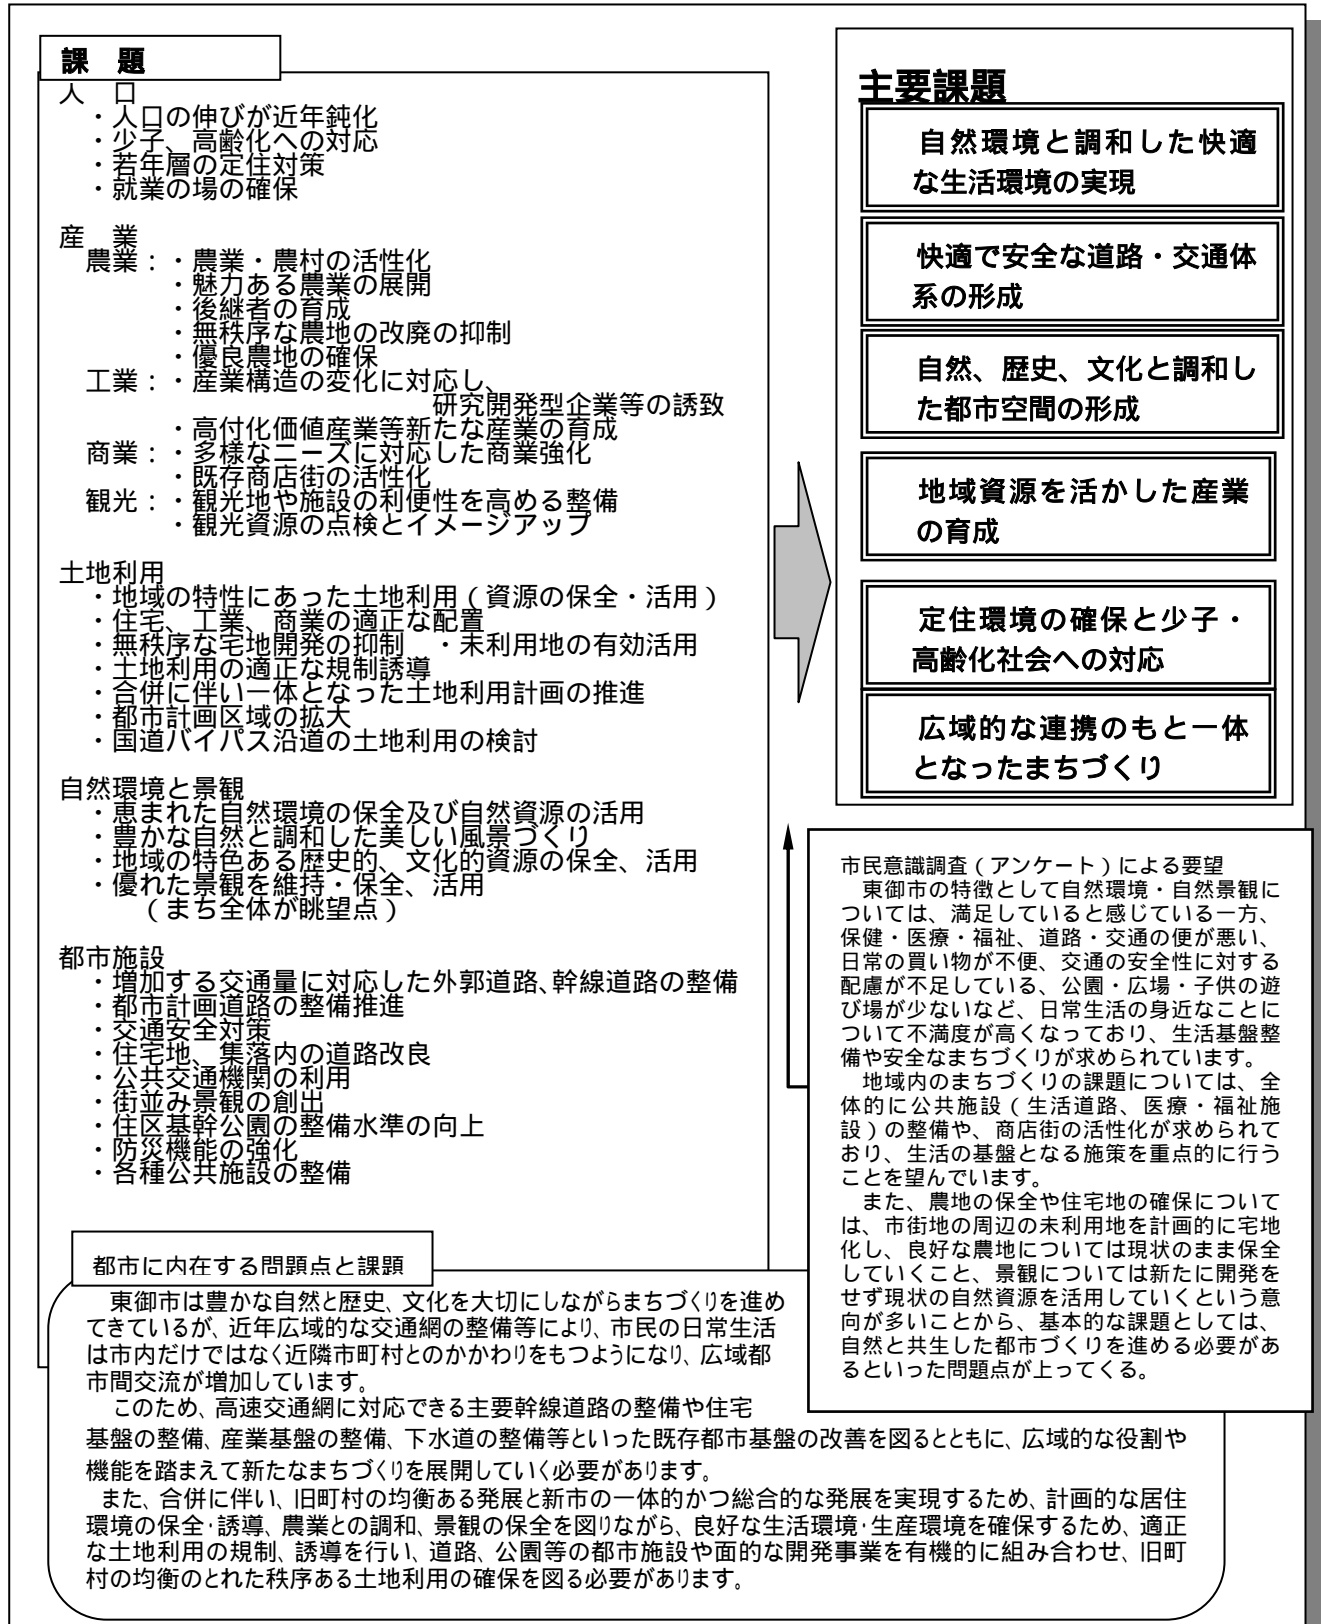 課　題
人　口
・人口の伸びが近年鈍化
・少子、高齢化への対応
・若年層の定住対策
・就業の場の確保
産　業
農業：・農業・農村の活性化
・魅力ある農業の展開
・後継者の育成
・無秩序な農地の改廃の抑制
・優良農地の確保
工業：・産業構造の変化に対応し、
研究開発型企業等の誘致
・高付化価値産業等新たな産業の育成
商業：・多様なニーズに対応した商業強化
・既存商店街の活性化
観光：・観光地や施設の利便性を高める整備
・観光資源の点検とイメージアップ
土地利用
・地域の特性にあった土地利用（資源の保全・活用）
・住宅、工業、商業の適正な配置
・無秩序な宅地開発の抑制　・未利用地の有効活用
・土地利用の適正な規制誘導
・合併に伴い一体となった土地利用計画の推進
・都市計画区域の拡大
・国道バイパス沿道の土地利用の検討
自然環境と景観
・恵まれた自然環境の保全及び自然資源の活用
・豊かな自然と調和した美しい風景づくり
・地域の特色ある歴史的、文化的資源の保全、活用
・優れた景観を維持・保全、活用
（まち全体が眺望点）
都市施設
・増加する交通量に対応した外郭道路、幹線道路の整備
・都市計画道路の整備推進
・交通安全対策
・住宅地、集落内の道路改良
・公共交通機関の利用
・街並み景観の創出
・住区基幹公園の整備水準の向上
・防災機能の強化
・各種公共施設の整備
主要課題
自然環境と調和した快適
な生活環境の実現
快適で安全な道路・交通体
系の形成
自然、歴史、文化と調和し
た都市空間の形成
地域資源を活かした産業
の育成
定住環境の確保と少子・
高齢化社会への対応
広域的な連携のもと一体
となったまちづくり
市民意識調査（アンケート）による要望
東御市の特徴として自然環境・自然景観に
ついては、満足していると感じている一方、
保健・医療・福祉、道路・交通の便が悪い、
日常の買い物が不便、交通の安全性に対する
配慮が不足している、公園・広場・子供の遊
び場が少ないなど、日常生活の身近なことに
ついて不満度が高くなっており、生活基盤整
備や安全なまちづくりが求められています。
地域内のまちづくりの課題については、全
体的に公共施設（生活道路、医療・福祉施
設）の整備や、商店街の活性化が求められて
おり、生活の基盤となる施策を重点的に行う
ことを望んでいます。
また、農地の保全や住宅地の確保について
は、市街地の周辺の未利用地を計画的に宅地
化し、良好な農地については現状のまま保全
していくこと、景観については新たに開発を
せず現状の自然資源を活用していくという意
向が多いことから、基本的な課題としては、
自然と共生した都市づくりを進める必要があ
るといった問題点が上ってくる。
都市に内在する問題点と課題
東御市は豊かな自然と歴史、文化を大切にしながらまちづくりを進め
てきているが、近年広域的な交通網の整備等により、市民の日常生活
は市内だけではなく近隣市町村とのかかわりをもつようになり、広域都
市間交流が増加しています。
このため、高速交通網に対応できる主要幹線道路の整備や住宅
基盤の整備、産業基盤の整備、下水道の整備等といった既存都市基盤の改善を図るとともに、広域的な役割や
機能を踏まえて新たなまちづくりを展開していく必要があります。
また、合併に伴い、旧町村の均衡ある発展と新市の一体的かつ総合的な発展を実現するため、計画的な居住
環境の保全・誘導、農業との調和、景観の保全を図りながら、良好な生活環境・生産環境を確保するため、適正
な土地利用の規制、誘導を行い、道路、公園等の都市施設や面的な開発事業を有機的に組み合わせ、旧町
村の均衡のとれた秩序ある土地利用の確保を図る必要があります。